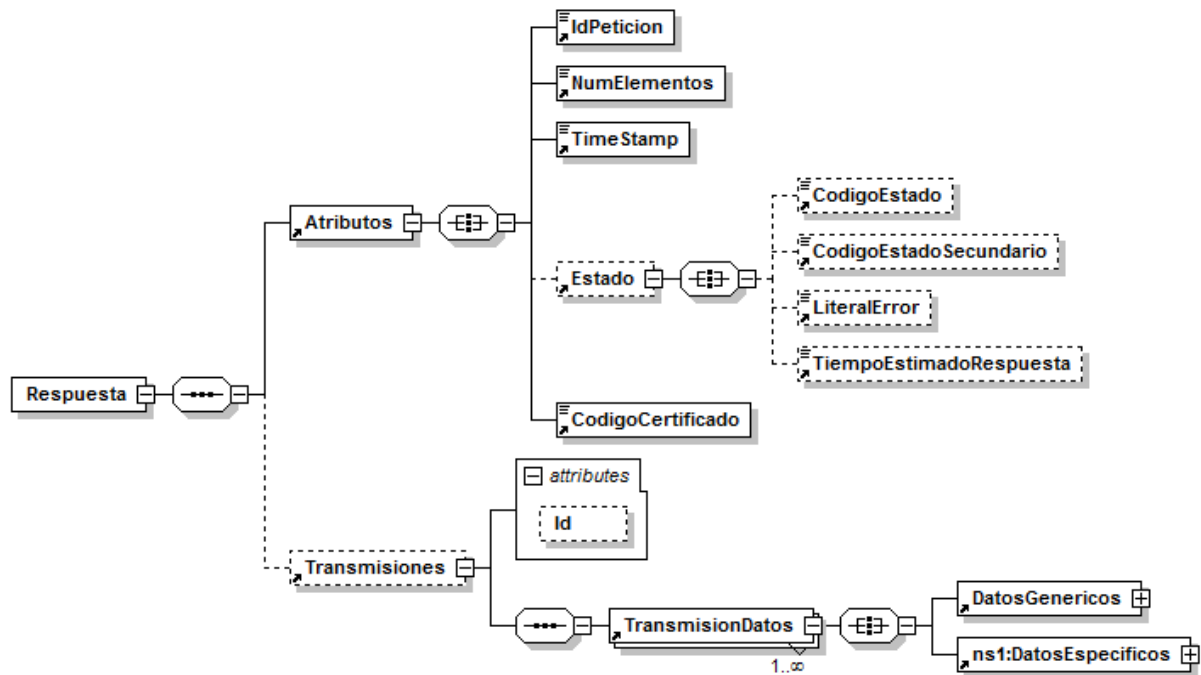 IdPeticion
NumElementos
TimeStamp
Atributos
CodigoEstado
CodigoEstadoSecundario
Estado
LiteralError
TiempoEstimadoRespuesta
Respuesta
CodigoCertificado
attributes
Id
Transmisiones
DatosGenericos
TransmisionDatos
1..∞
ns1:DatosEspecificos